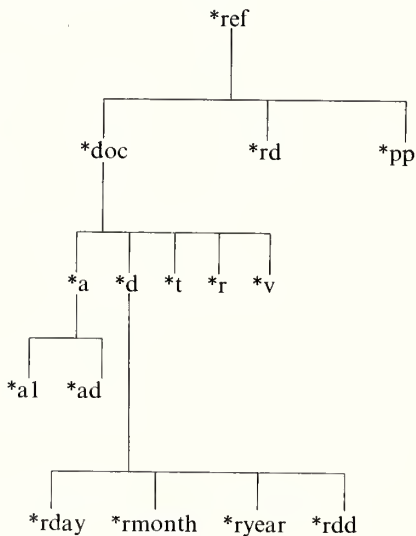 *ref
*doc *rd *pp
*a *d *t *r *v
*a1 *ad
*rday *rmonth *ryear *rdd